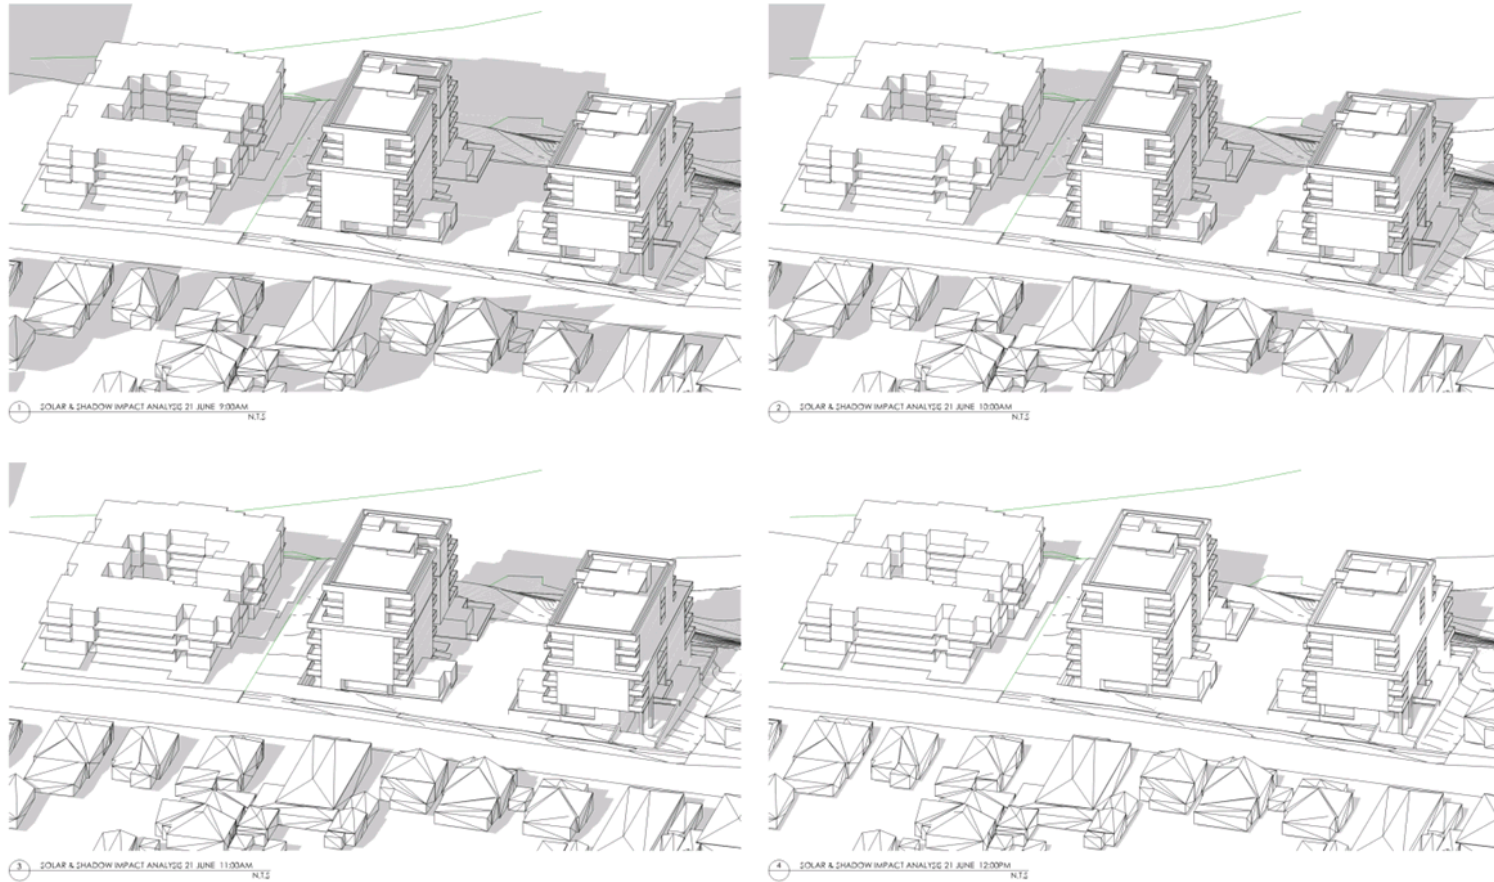 1 SOLAR & SHADOW IMPACT ANALYSIS 21 JUNE 9:00AM
N.T.S
2 SOLAR & SHADOW IMPACT ANALYSIS 21 JUNE 10:00AM
N.T.S
3 SOLAR & SHADOW IMPACT ANALYSIS 21 JUNE 11:00AM
N.T.S
4 SOLAR & SHADOW IMPACT ANALYSIS 21 JUNE 12:00PM
N.T.S